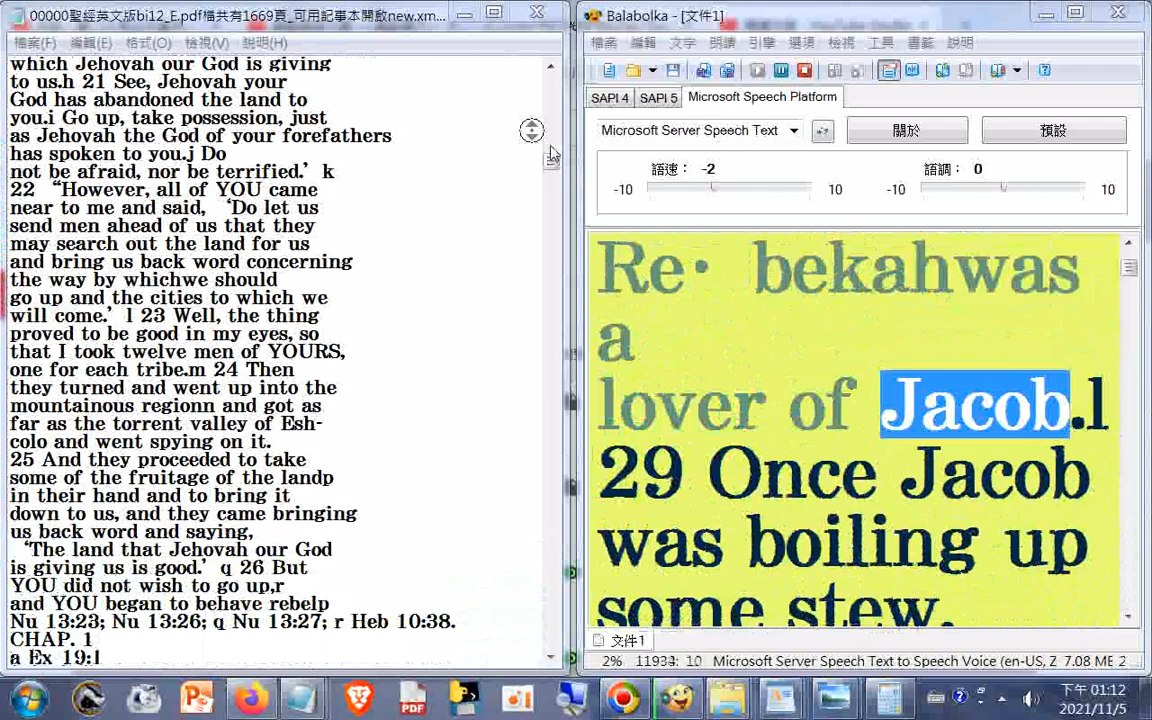 00000聖經英文版bi12_E.pdf檔共有1669頁_可用記事本開啟new.xm...
檔案(F) 編輯(E) 格式(O) 檢視(V) 說明(H)
which Jehovah our God is giving
to us.h 21 See, Jehovah your
God has abandoned the land to
you.i Go up, take possession, just
as Jehovah the God of your forefathers
has spoken to you.j Do
not be afraid, nor be terrified.’ k
22 “However, all of YOU came
near to me and said, ‘Do let us
send men ahead of us that they
may search out the land for us
and bring us back word concerning
the way by whichwe should
go up and the cities to which we
will come.’ l 23 Well, the thing
proved to be good in my eyes, so
that I took twelve men of YOURS,
one for each tribe.m 24 Then
they turned and went up into the
mountainous regionn and got as
far as the torrent valley of Esh-
colo and went spying on it.
25 And they proceeded to take
some of the fruitage of the landp
in their hand and to bring it
down to us, and they came bringing
us back word and saying,
‘The land that Jehovah our God
is giving us is good.’ q 26 But
YOU did not wish to go up,r
and YOU began to behave rebelp
Nu 13:23; Nu 13:26; q Nu 13:27; r Heb 10:38.
CHAP. 1
a Ex 19:1
Balabolka - [文件1]
檔案 編輯 文字 朗讀 引擎 選項 檢視 工具 書籤 說明
SAPI 4 SAPI 5 Microsoft Speech Platform
Microsoft Server Speech Text 關於 預設
語速： -2 語調： 0
-10 10 -10 10
Re· bekahwas
a
lover of Jacob.l
29 Once Jacob
was boiling up
some stew.
文件1
2% 11934: 10 Microsoft Server Speech Text to Speech Voice (en-US, Z 7.08 MB 2
PDF
下午 01:12
2021/11/5